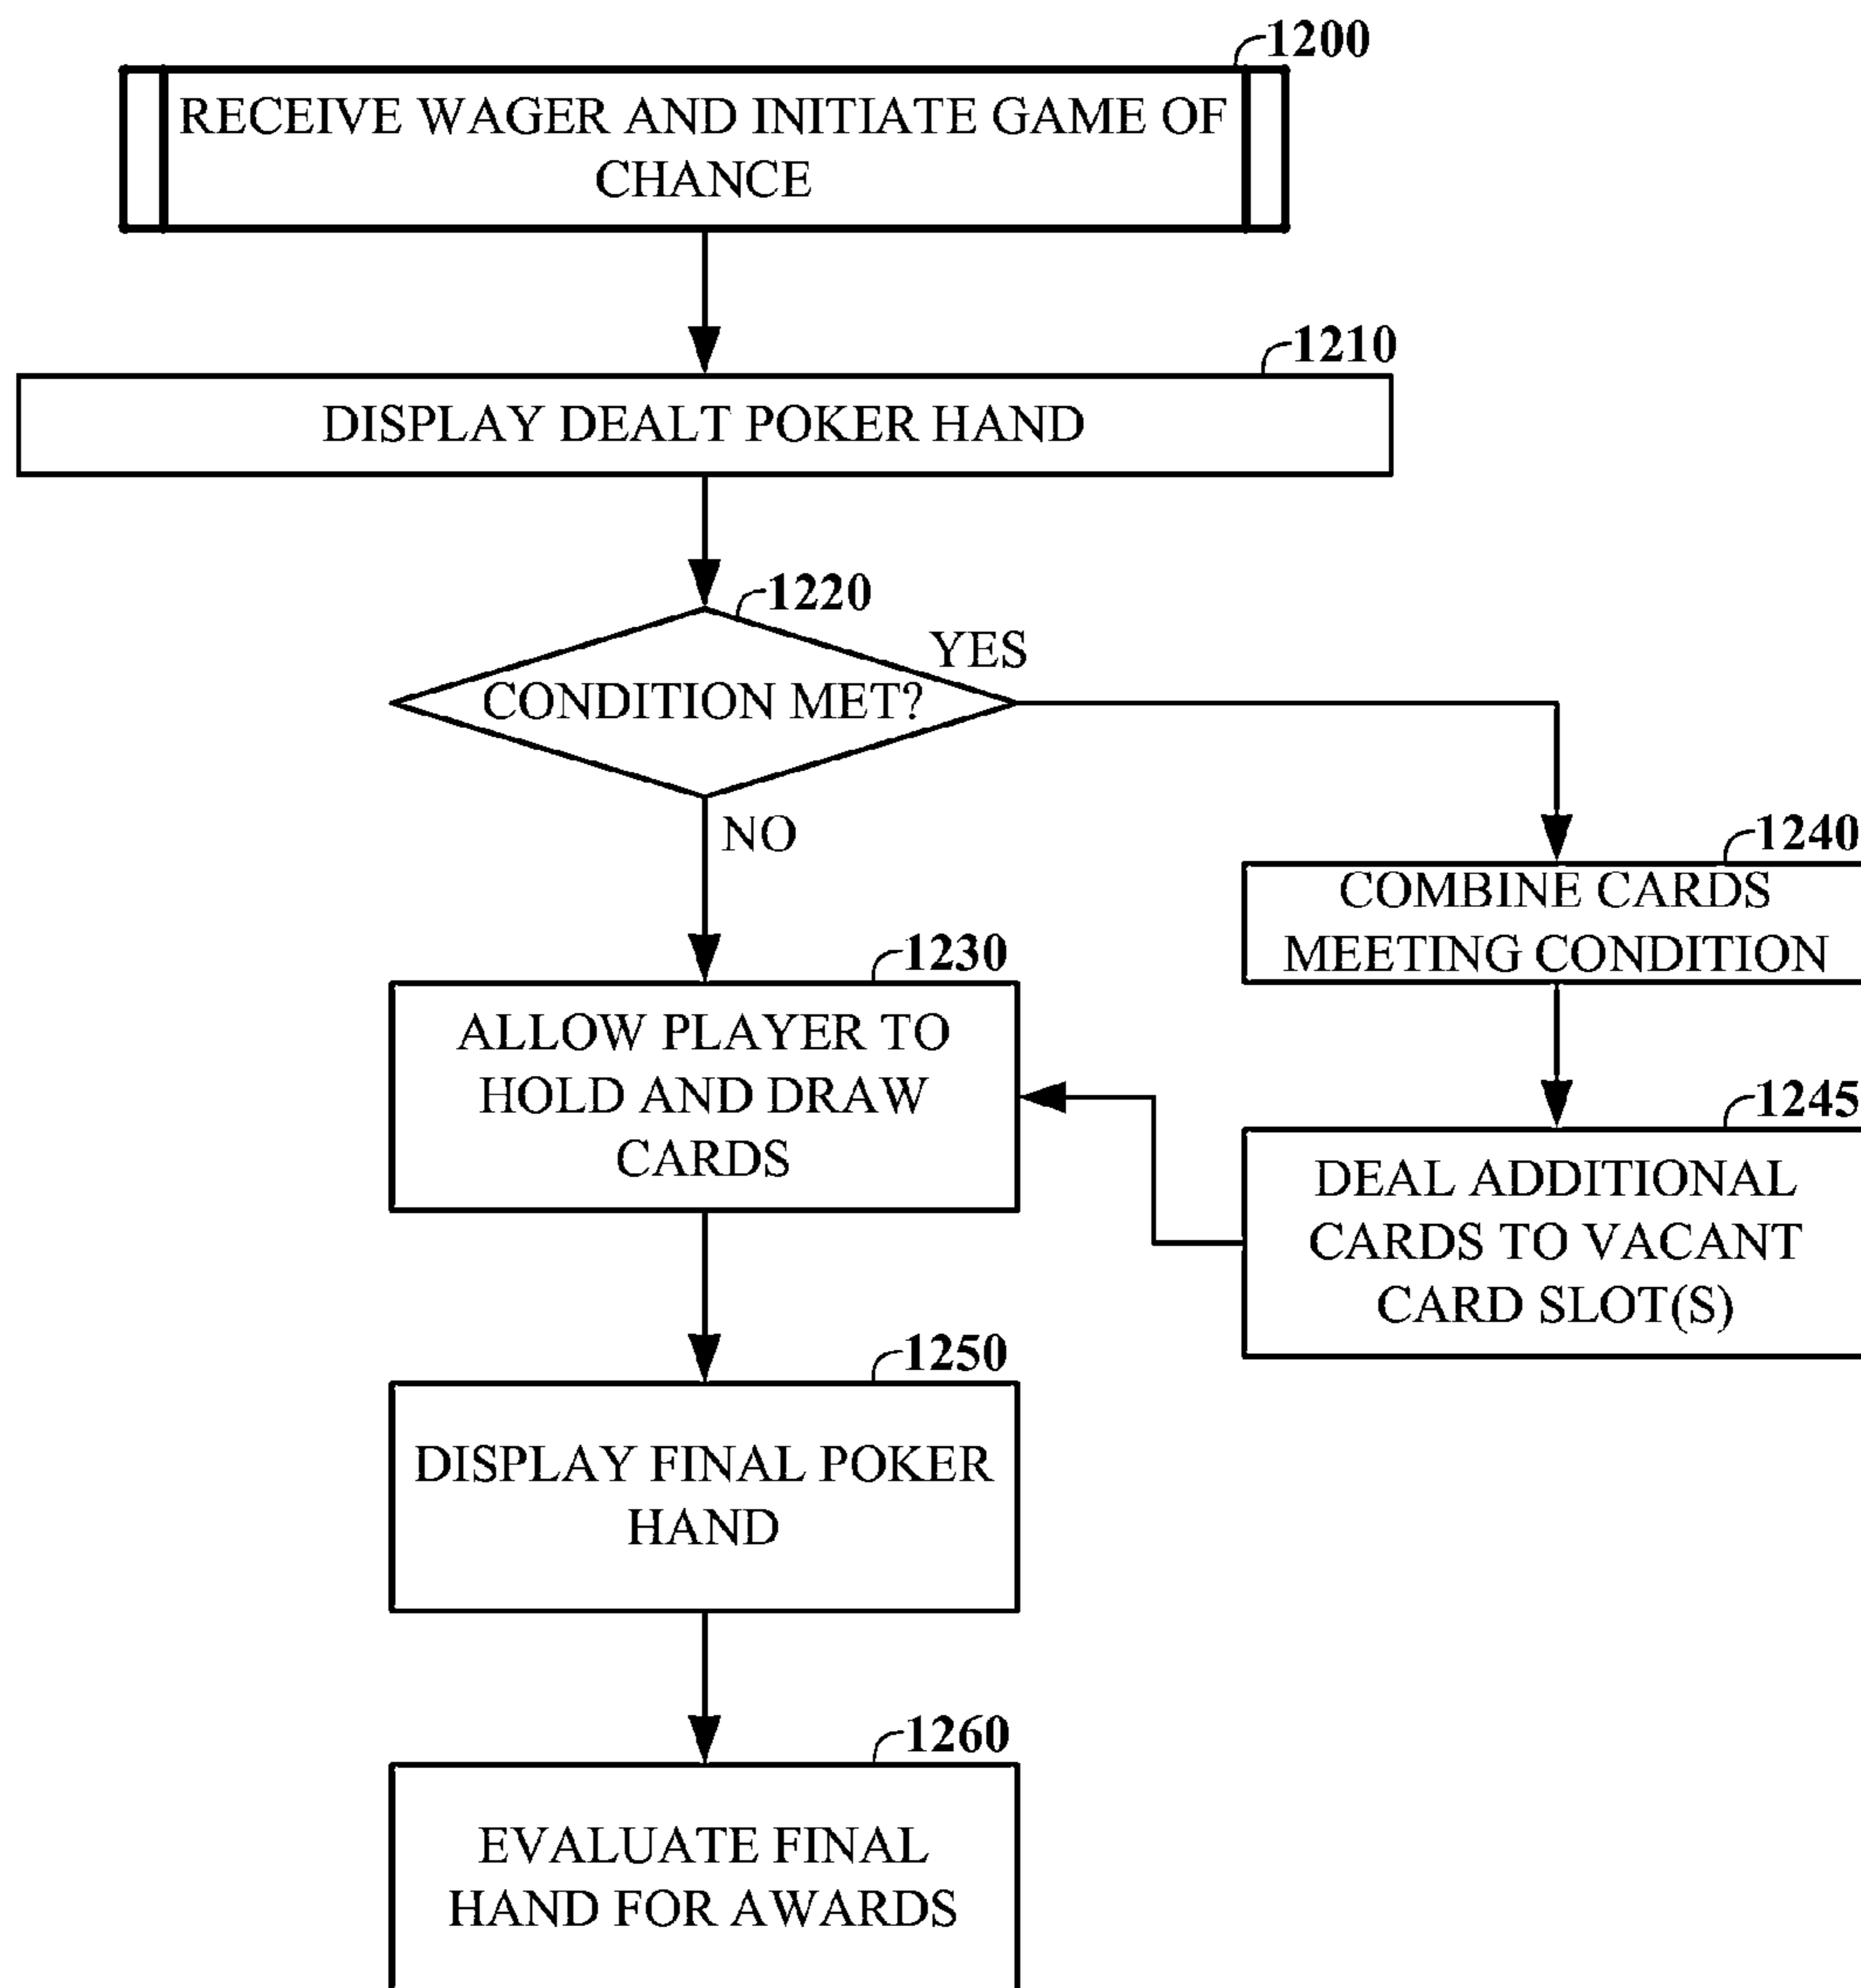 1200
RECEIVE WAGER AND INITIATE GAME OF
CHANCE
1210
DISPLAY DEALT POKER HAND
1220
YES
CONDITION MET?
NO
1240
COMBINE CARDS
MEETING CONDITION
1230
ALLOW PLAYER TO
HOLD AND DRAW
CARDS
1245
DEAL ADDITIONAL
CARDS TO VACANT
CARD SLOT(S)
1250
DISPLAY FINAL POKER
HAND
1260
EVALUATE FINAL
HAND FOR AWARDS